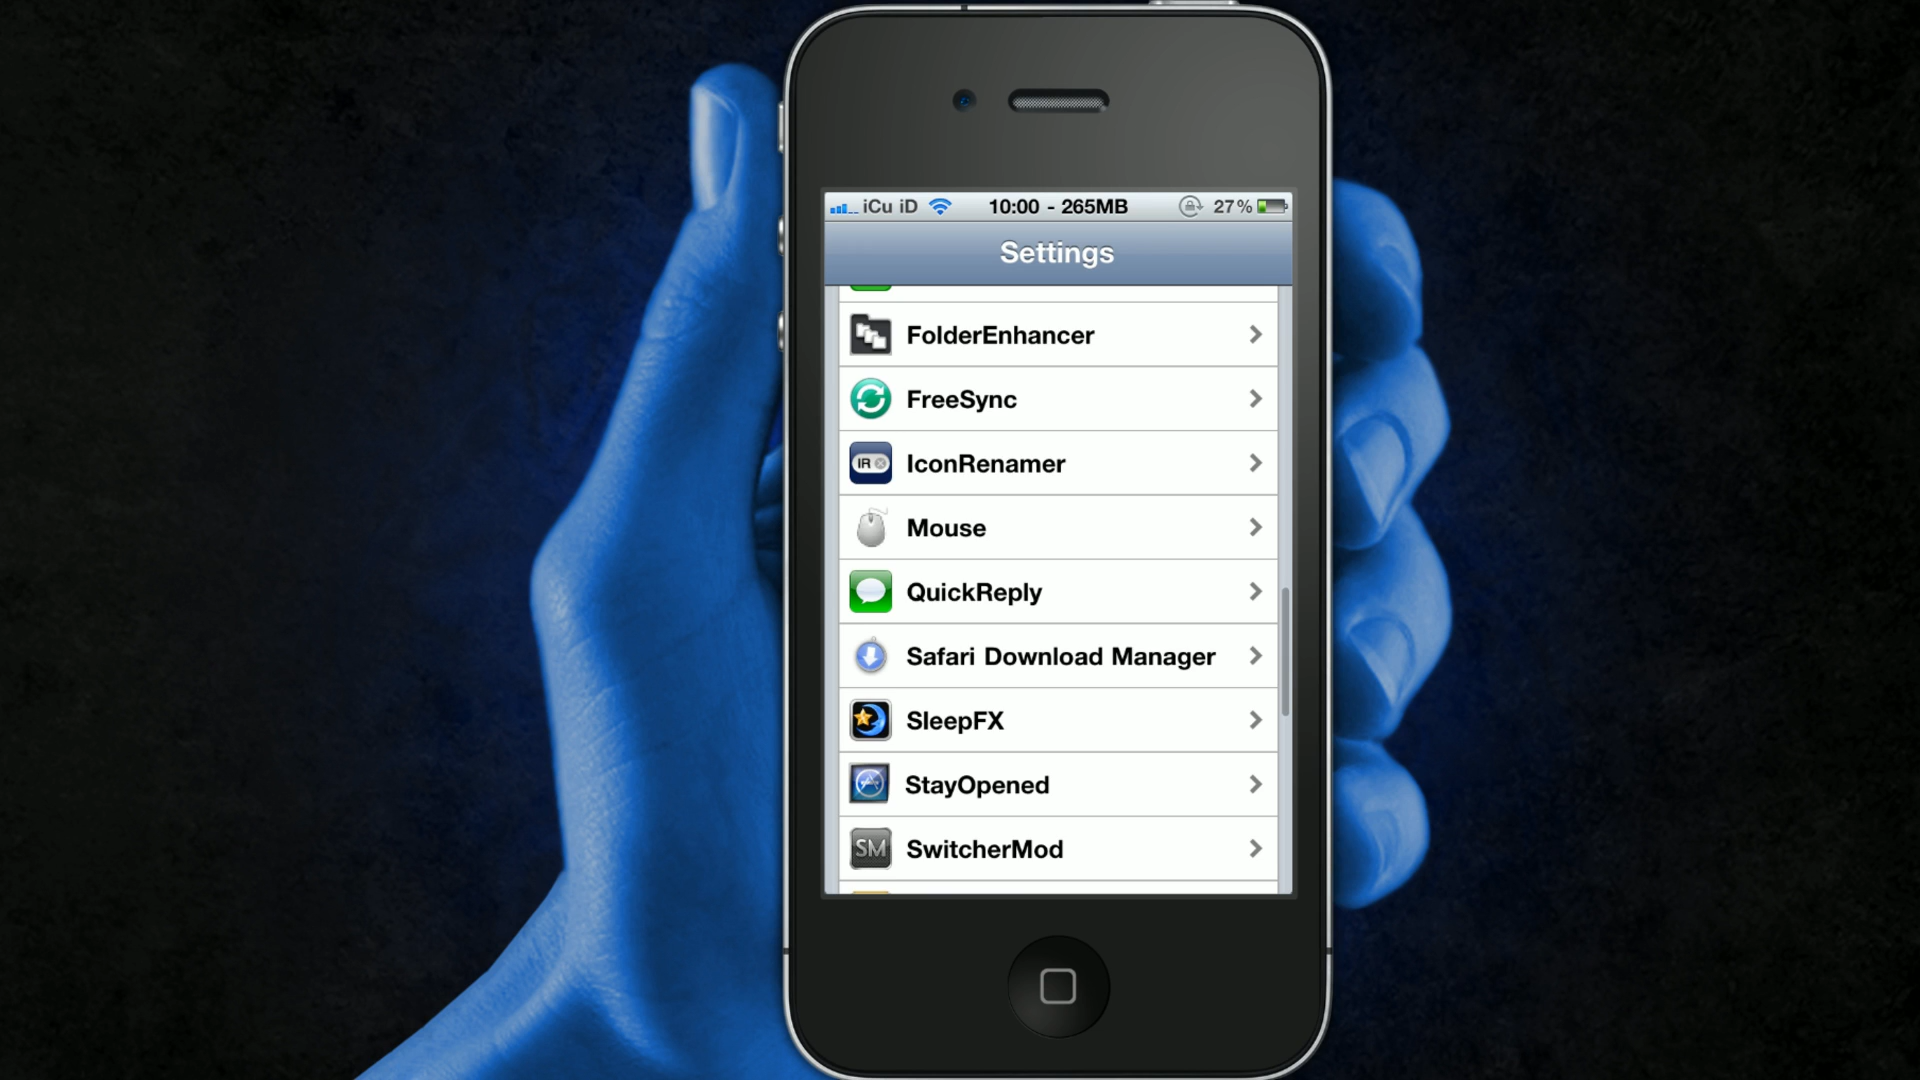 iCu iD 10:00 - 265MB 27%
Settings
FolderEnhancer
FreeSync
IR IconRenamer
Mouse
QuickReply
Safari Download Manager
SleepFX
StayOpened
SM SwitcherMod